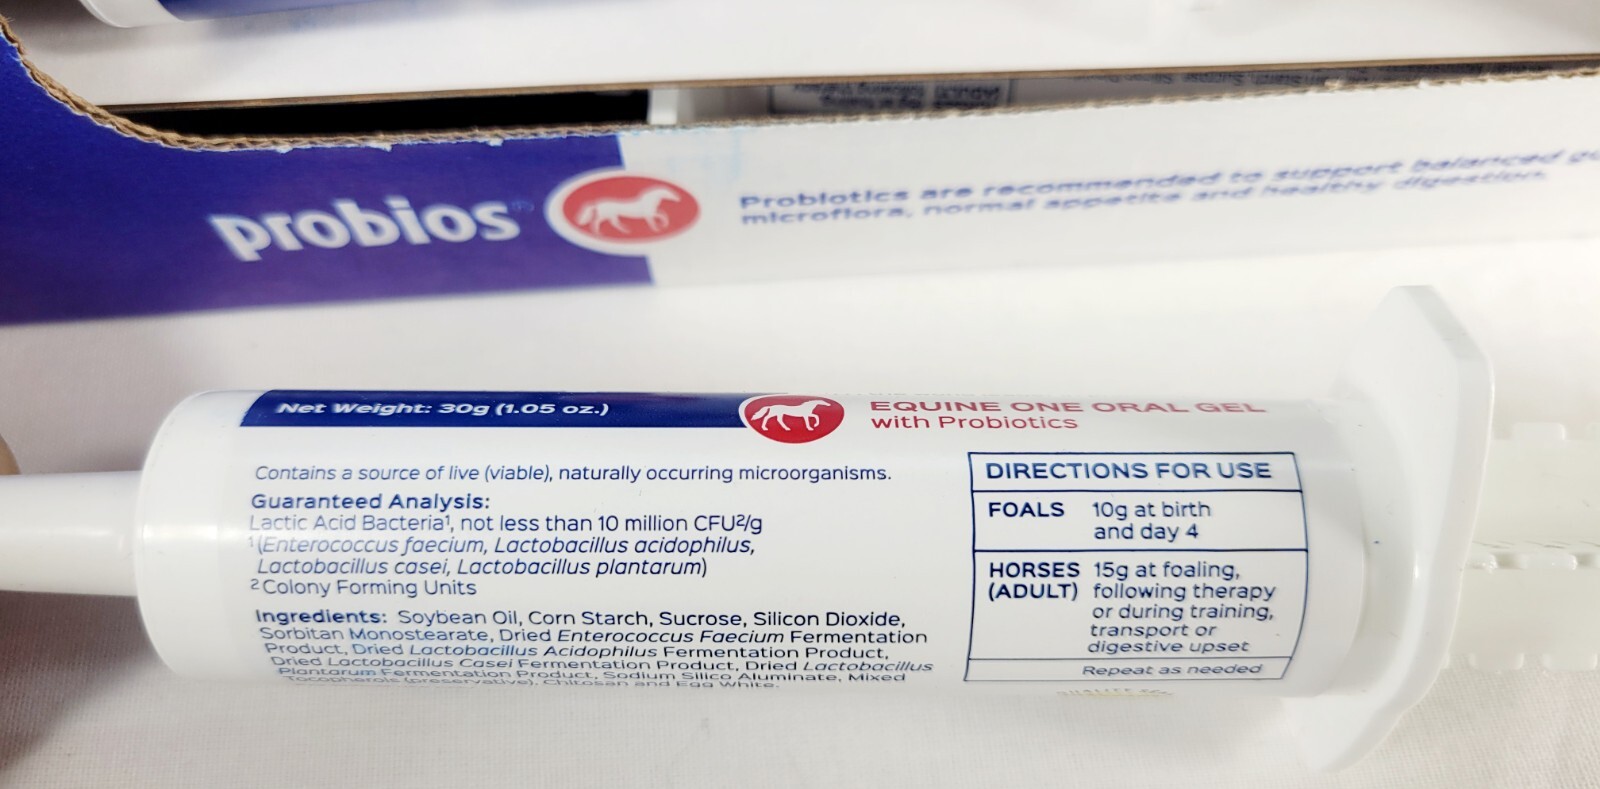 probios®
Probiotics are recommended to support balanced
microflora, normal appetite and healthy digestion.
Net Weight: 30g (1.05 oz.)
EQUINE ONE ORAL GEL
with Probiotics
Contains a source of live (viable), naturally occurring microorganisms.
Guaranteed Analysis:
Lactic Acid Bacteria¹, not less than 10 million CFU²/g
¹(Enterococcus faecium, Lactobacillus acidophilus,
Lactobacillus casei, Lactobacillus plantarum)
²Colony Forming Units
Ingredients: Soybean Oil, Corn Starch, Sucrose, Silicon Dioxide,
Sorbitan Monostearate, Dried Enterococcus Faecium Fermentation
Product, Dried Lactobacillus Acidophilus Fermentation Product,
Dried Lactobacillus Casei Fermentation Product, Dried Lactobacillus
Plantarum Fermentation Product, Sodium Silico Aluminate, Mixed
Tocopherols (preservative), Chitosan and Egg White.
DIRECTIONS FOR USE
FOALS 10g at birth
and day 4
HORSES 15g at foaling,
(ADULT) following therapy
or during training,
transport or
digestive upset
Repeat as needed